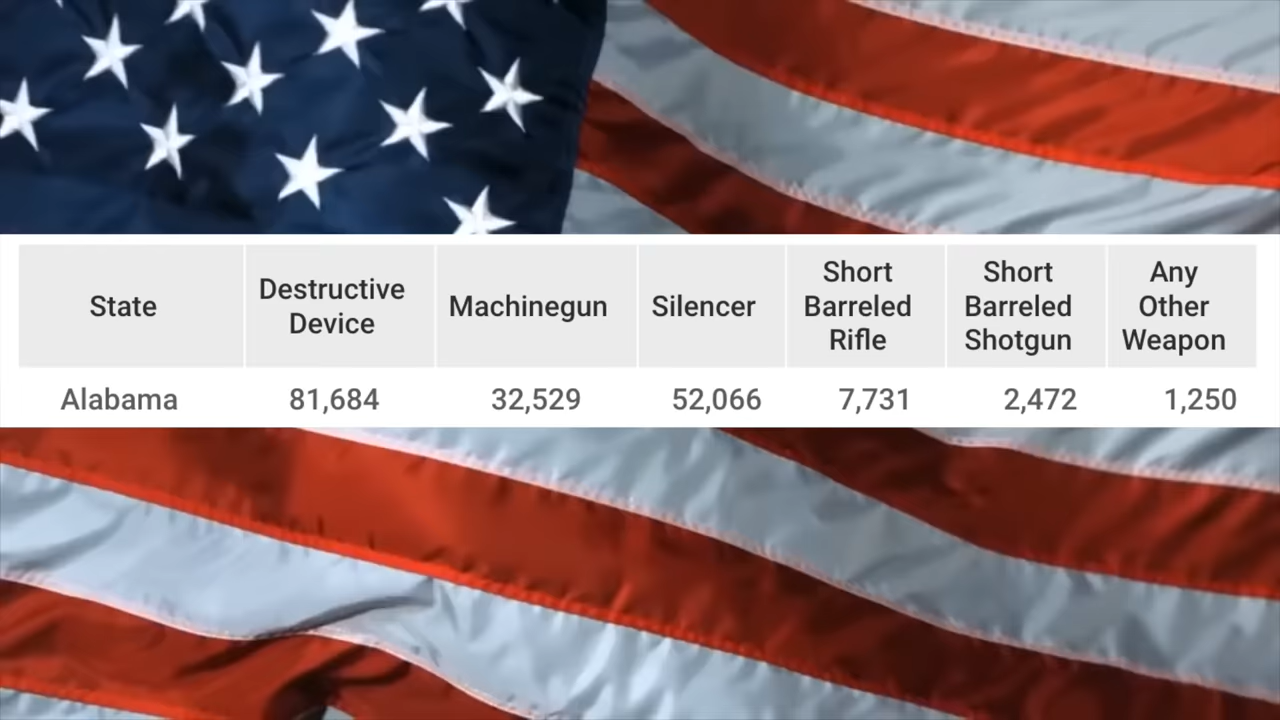 State
Destructive
Device
Machinegun
Silencer
Short
Barreled
Rifle
Short
Barreled
Shotgun
Any
Other
Weapon
Alabama 81,684 32,529 52,066 7,731 2,472 1,250